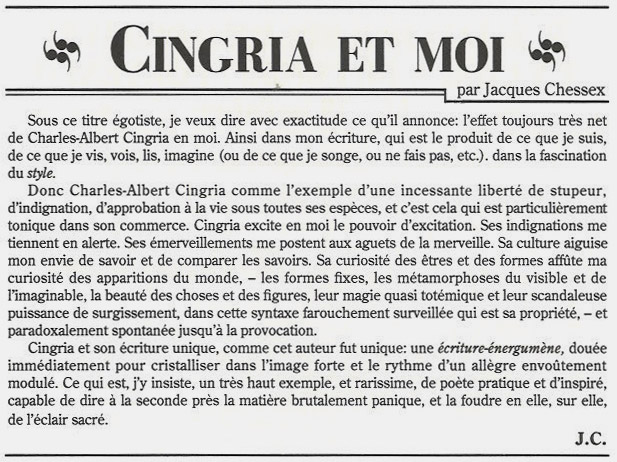 CINGRIA ET MOI
par Jacques Chessex
Sous ce titre égotiste, je veux dire avec exactitude ce qu'il annonce: l'effet toujours très net
de Charles-Albert Cingria en moi. Ainsi dans mon écriture, qui est le produit de ce que je suis,
de ce que je vis, vois, lis, imagine (ou de ce que je songe, ou ne fais pas, etc.). dans la fascination
du style.
Donc Charles-Albert Cingria comme l'exemple d'une incessante liberté de stupeur,
d'indignation, d'approbation à la vie sous toutes ses espèces, et c'est cela qui est particulièrement
tonique dans son commerce. Cingria excite en moi le pouvoir d'excitation. Ses indignations me
tiennent en alerte. Ses émerveillements me postent aux aguets de la merveille. Sa culture aiguise
mon envie de savoir et de comparer les savoirs. Sa curiosité des êtres et des formes affûte ma
curiosité des apparitions du monde, – les formes fixes, les métamorphoses du visible et de
l'imaginable, la beauté des choses et des figures, leur magie quasi totémique et leur scandaleuse
puissance de surgissement, dans cette syntaxe farouchement surveillée qui est sa propriété, – et
paradoxalement spontanée jusqu'à la provocation.
Cingria et son écriture unique, comme cet auteur fut unique: une écriture-énergumène, douée
immédiatement pour cristalliser dans l'image forte et le rythme d'un allègre envoûtement
modulé. Ce qui est, j'y insiste, un très haut exemple, et rarissime, de poète pratique et d'inspiré,
capable de dire à la seconde près la matière brutalement panique, et la foudre en elle, sur elle,
de l'éclair sacré.
J.C.